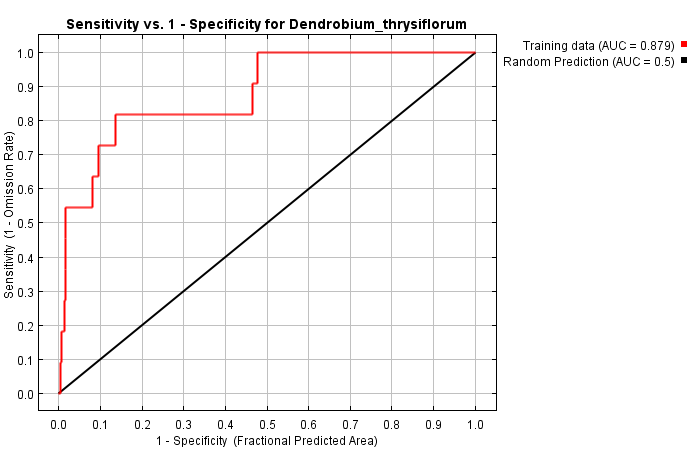 Sensitivity vs. 1 - Specificity for Dendrobium_thrysiflorum
Training data (AUC = 0.879)
Random Prediction (AUC = 0.5)
Sensitivity (1 - Omission Rate)
1.0
0.9
0.8
0.7
0.6
0.5
0.4
0.3
0.2
0.1
0.0
0.0 0.1 0.2 0.3 0.4 0.5 0.6 0.7 0.8 0.9 1.0
1 - Specificity (Fractional Predicted Area)